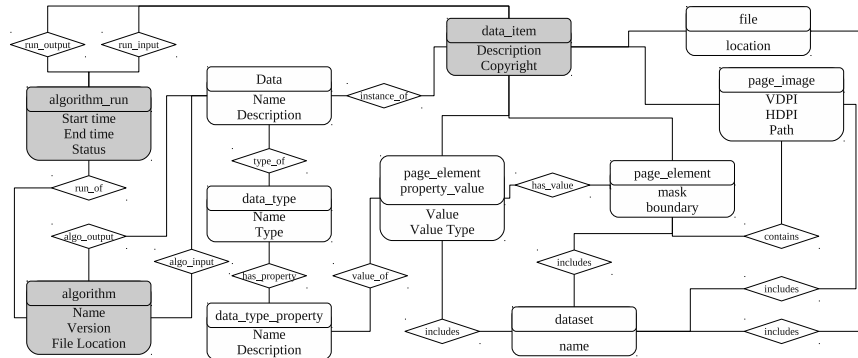 run_output
run_input
data_item
Description
Copyright
file
location
algorithm_run
Start time
End time
Status
Data
Name
Description
instance_of
page_image
VDPI
HDPI
Path
type_of
run_of
data_type
Name
Type
page_element
property_value
Value
Value Type
has_value
page_element
mask
boundary
algo_output
contains
algo_input
has_property
value_of
includes
algorithm
Name
Version
File Location
data_type_property
Name
Description
includes
dataset
name
includes
includes